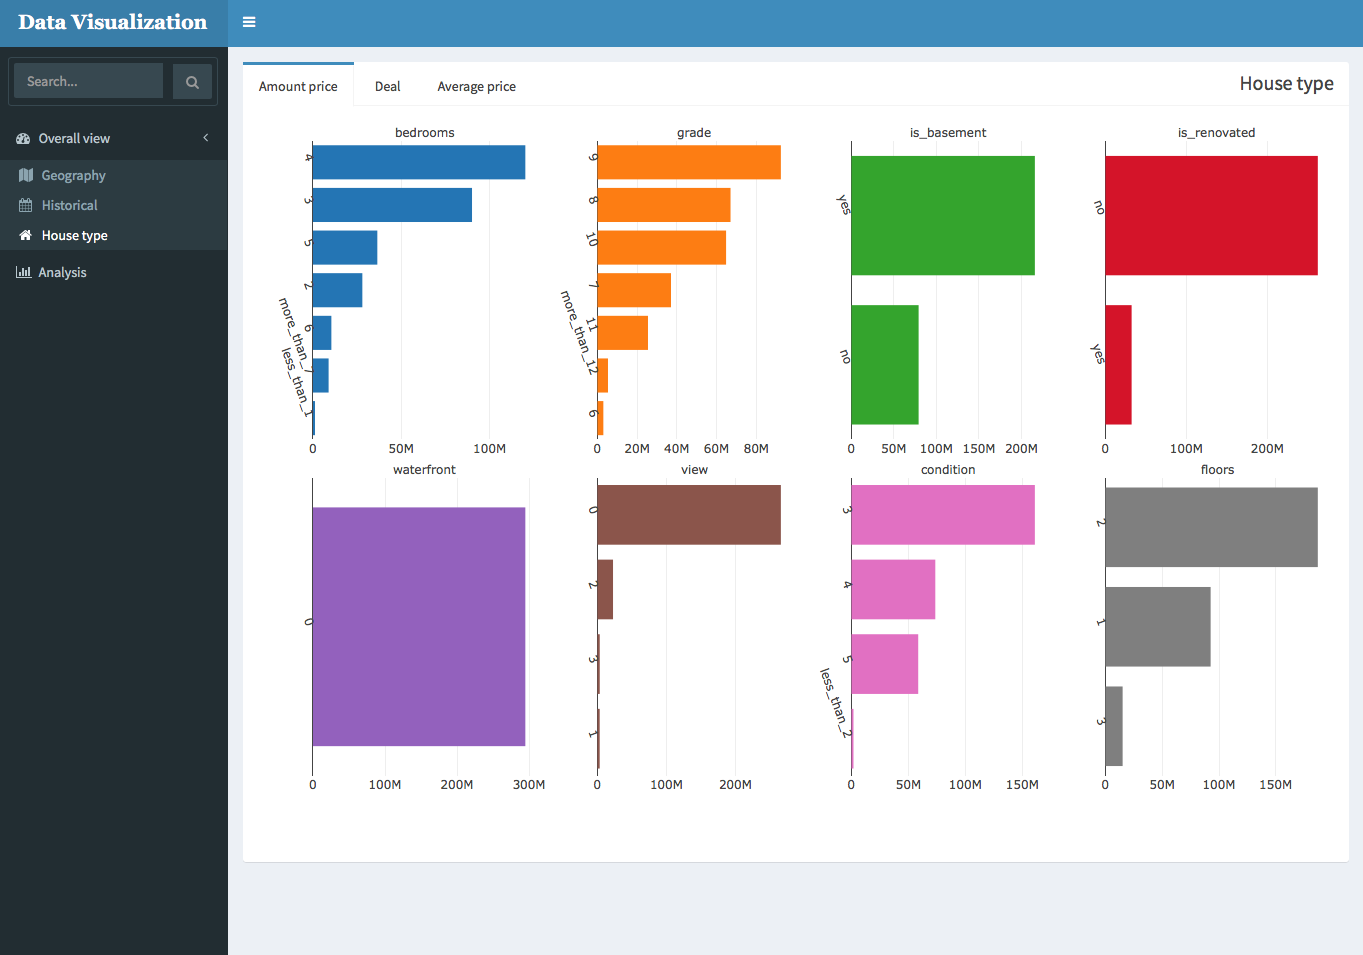 Data Visualization
Search...
Overall view
Geography
Historical
House type
Analysis
Amount price Deal Average price House type
bedrooms
4
3
5
2
6
more_than_7
less_than_1
0 50M 100M
grade
9
8
10
7
11
more_than_12
6
0 20M 40M 60M 80M
is_basement
yes
no
0 50M 100M 150M 200M
is_renovated
no
yes
0 100M 200M
waterfront
0
0 100M 200M 300M
view
0
2
3
1
0 100M 200M
condition
3
4
5
less_than_2
0 50M 100M 150M
floors
2
1
3
0 50M 100M 150M